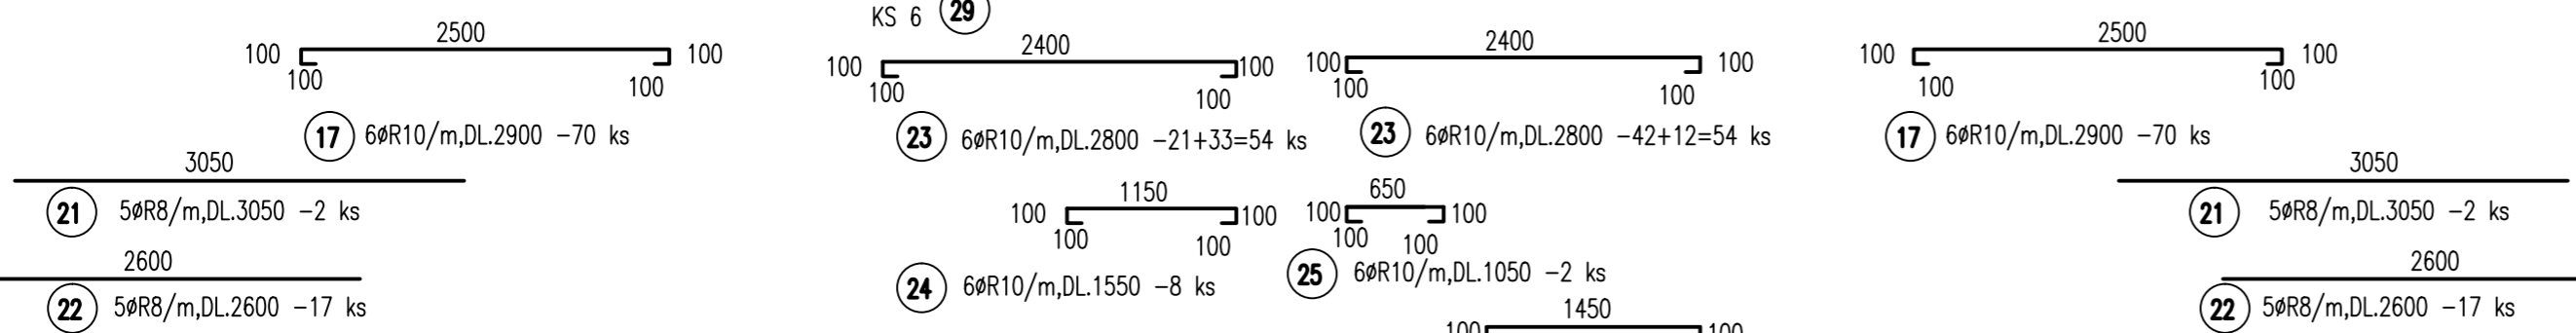 KS 6 29
2500
100 100
100 100
17 6øR10/m,DL.2900 -70 ks
3050
21 5øR8/m,DL.3050 -2 ks
2600
22 5øR8/m,DL.2600 -17 ks
2400
100 100
100 100
23 6øR10/m,DL.2800 -21+33=54 ks
1150
100 100
100 100
24 6øR10/m,DL.1550 -8 ks
2400
100 100
100 100
23 6øR10/m,DL.2800 -42+12=54 ks
650
100 100
100 100
25 6øR10/m,DL.1050 -2 ks
1450
100 100
2500
100 100
100 100
17 6øR10/m,DL.2900 -70 ks
3050
21 5øR8/m,DL.3050 -2 ks
2600
22 5øR8/m,DL.2600 -17 ks